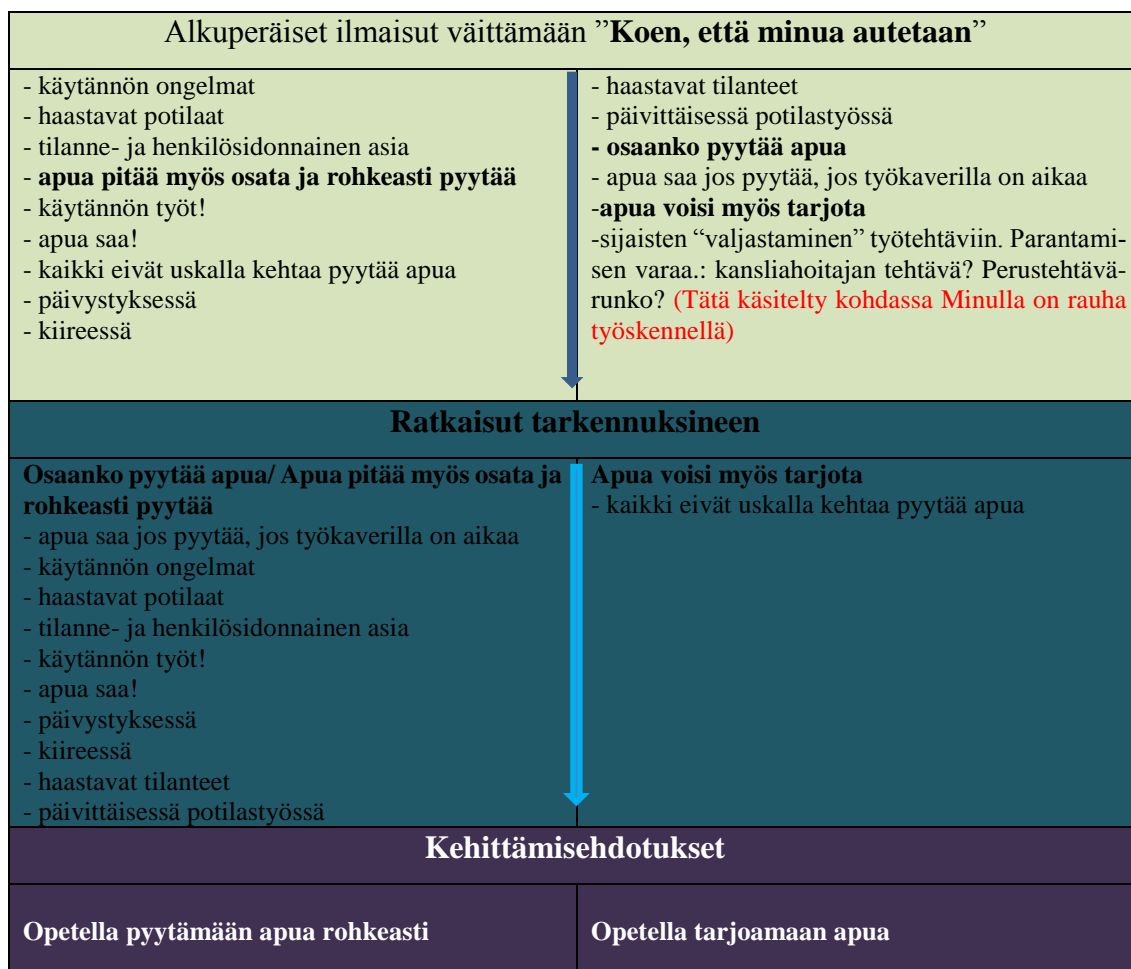 Alkuperäiset ilmaisut väittämään ”Koen, että minua autetaan”
- käytännön ongelmat
- haastavat potilaat
- tilanne- ja henkilösidonnainen asia
- apua pitää myös osata ja rohkeasti pyytää
- käytännön työt!
- apua saa!
- kaikki eivät uskalla kehtaa pyytää apua
- päivystyksessä
- kiireessä
- haastavat tilanteet
- päivittäisessä potilastyössä
- osaanko pyytää apua
- apua saa jos pyytää, jos työkaverilla on aikaa
-apua voisi myös tarjota
-sijaisten “valjastaminen” työtehtäviin. Parantami-
sen varaa.: kansliahoitajan tehtävä? Perustehtävä-
runko? (Tätä käsitelty kohdassa Minulla on rauha
työskennellä)
Ratkaisut tarkennuksineen
Osaanko pyytää apua/ Apua pitää myös osata ja
rohkeasti pyytää
- apua saa jos pyytää, jos työkaverilla on aikaa
- käytännön ongelmat
- haastavat potilaat
- tilanne- ja henkilösidonnainen asia
- käytännön työt!
- apua saa!
- päivystyksessä
- kiireessä
- haastavat tilanteet
- päivittäisessä potilastyössä
Apua voisi myös tarjota
- kaikki eivät uskalla kehtaa pyytää apua
Kehittämisehdotukset
Opetella pyytämään apua rohkeasti
Opetella tarjoamaan apua